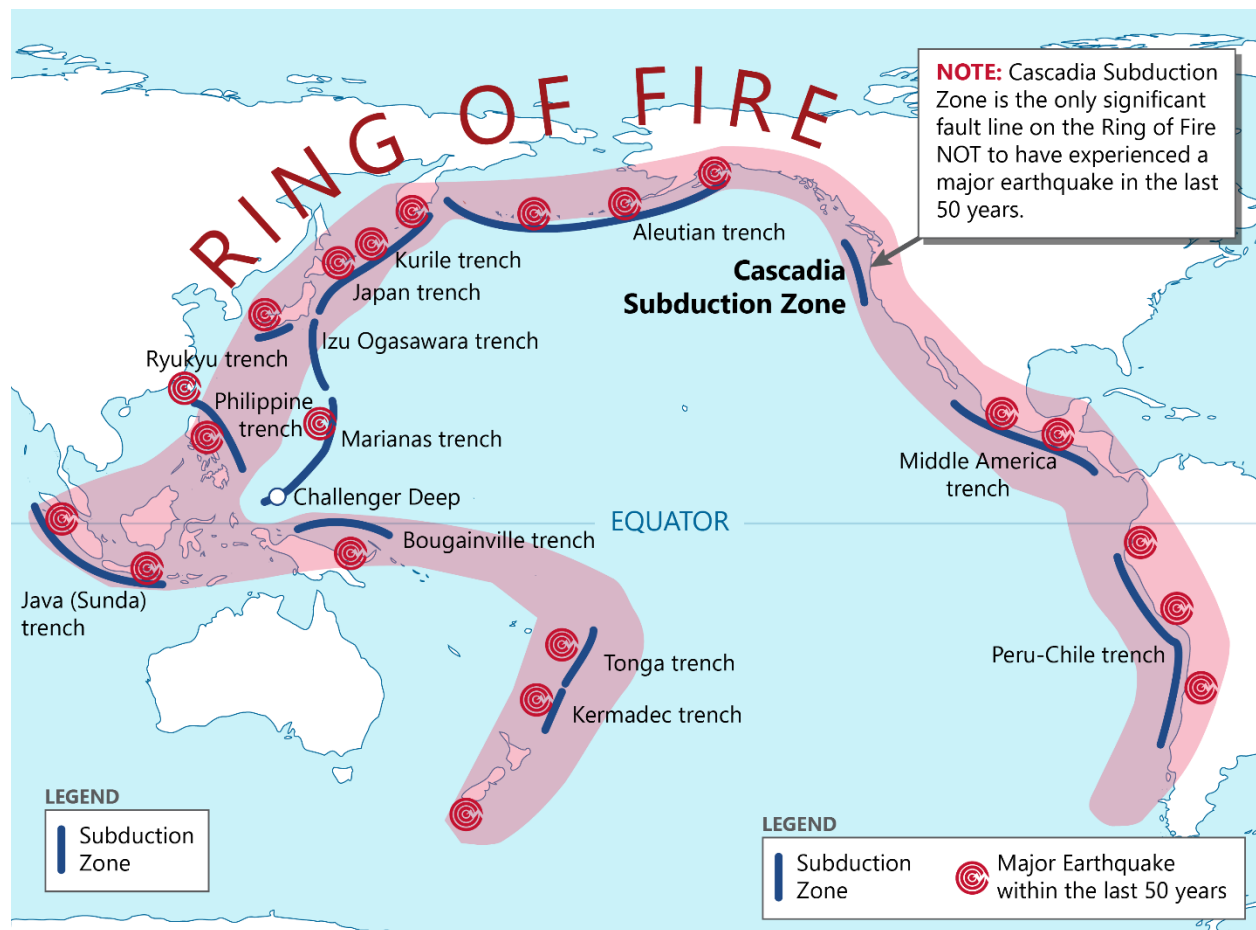 RING OF FIRE
NOTE: Cascadia Subduction
Zone is the only significant
fault line on the Ring of Fire
NOT to have experienced a
major earthquake in the last
50 years.
Aleutian trench
Kurile trench
Cascadia
Subduction Zone
Japan trench
Izu Ogasawara trench
Ryukyu trench
Philippine
trench
Marianas trench
Middle America
trench
Challenger Deep
EQUATOR
Bougainville trench
Java (Sunda)
trench
Peru-Chile trench
Tonga trench
Kermadec trench
LEGEND
Subduction
Zone
LEGEND
Subduction
Zone
Major Earthquake
within the last 50 years